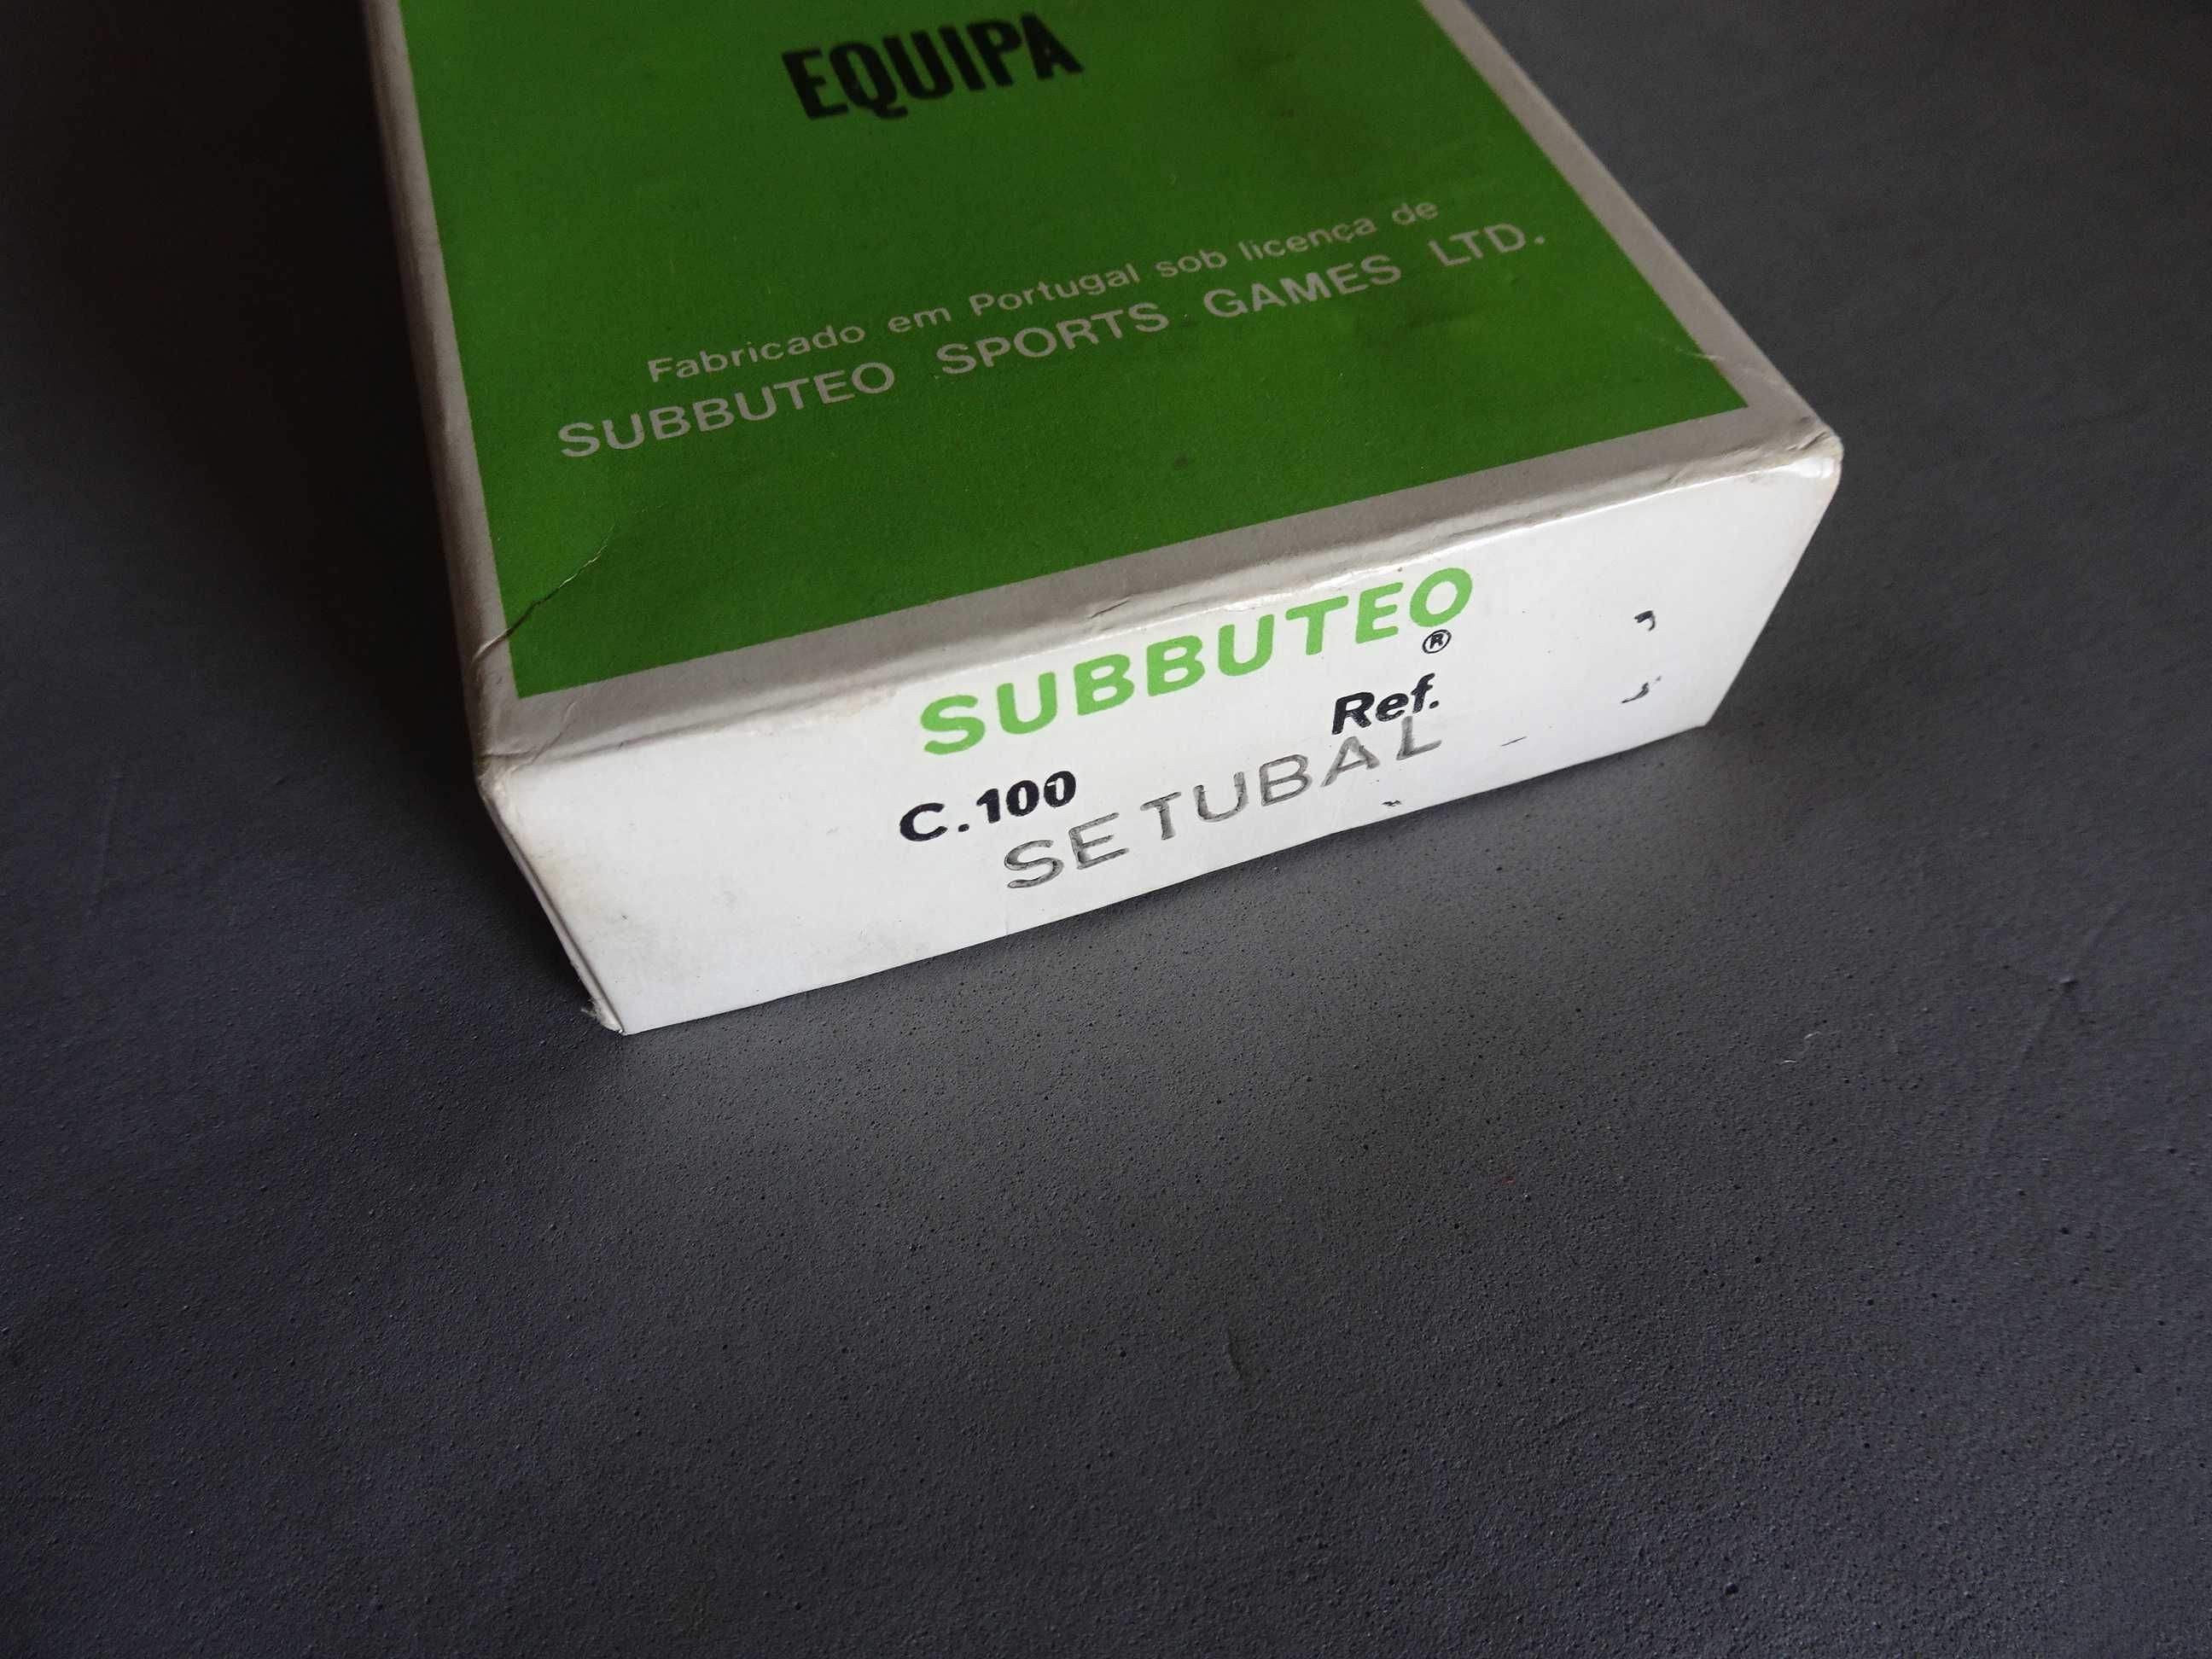 EQUIPA
Fabricado em Portugal sob licença de
SUBBUTEO SPORTS GAMES LTD.
SUBBUTEO®
C.100 Ref.
SETUBAL